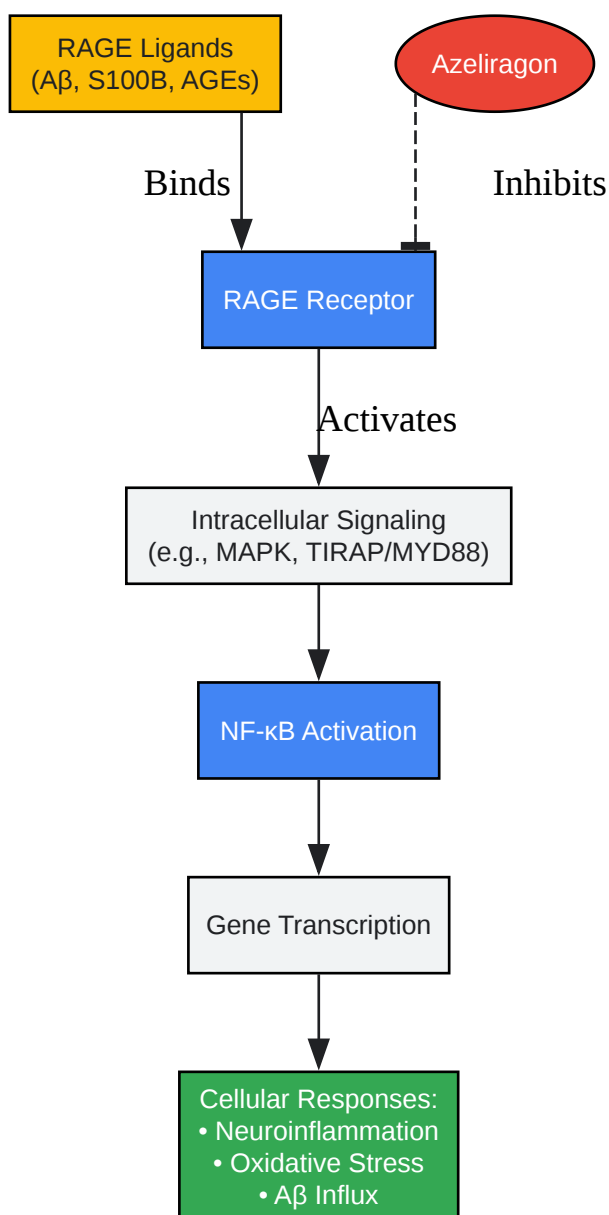 RAGE Ligands
(Aβ, S100B, AGEs)
Azeliragon
Binds
Inhibits
RAGE Receptor
Activates
Intracellular Signaling
(e.g., MAPK, TIRAP/MYD88)
NF-κB Activation
Gene Transcription
Cellular Responses:
• Neuroinflammation
• Oxidative Stress
• Aβ Influx